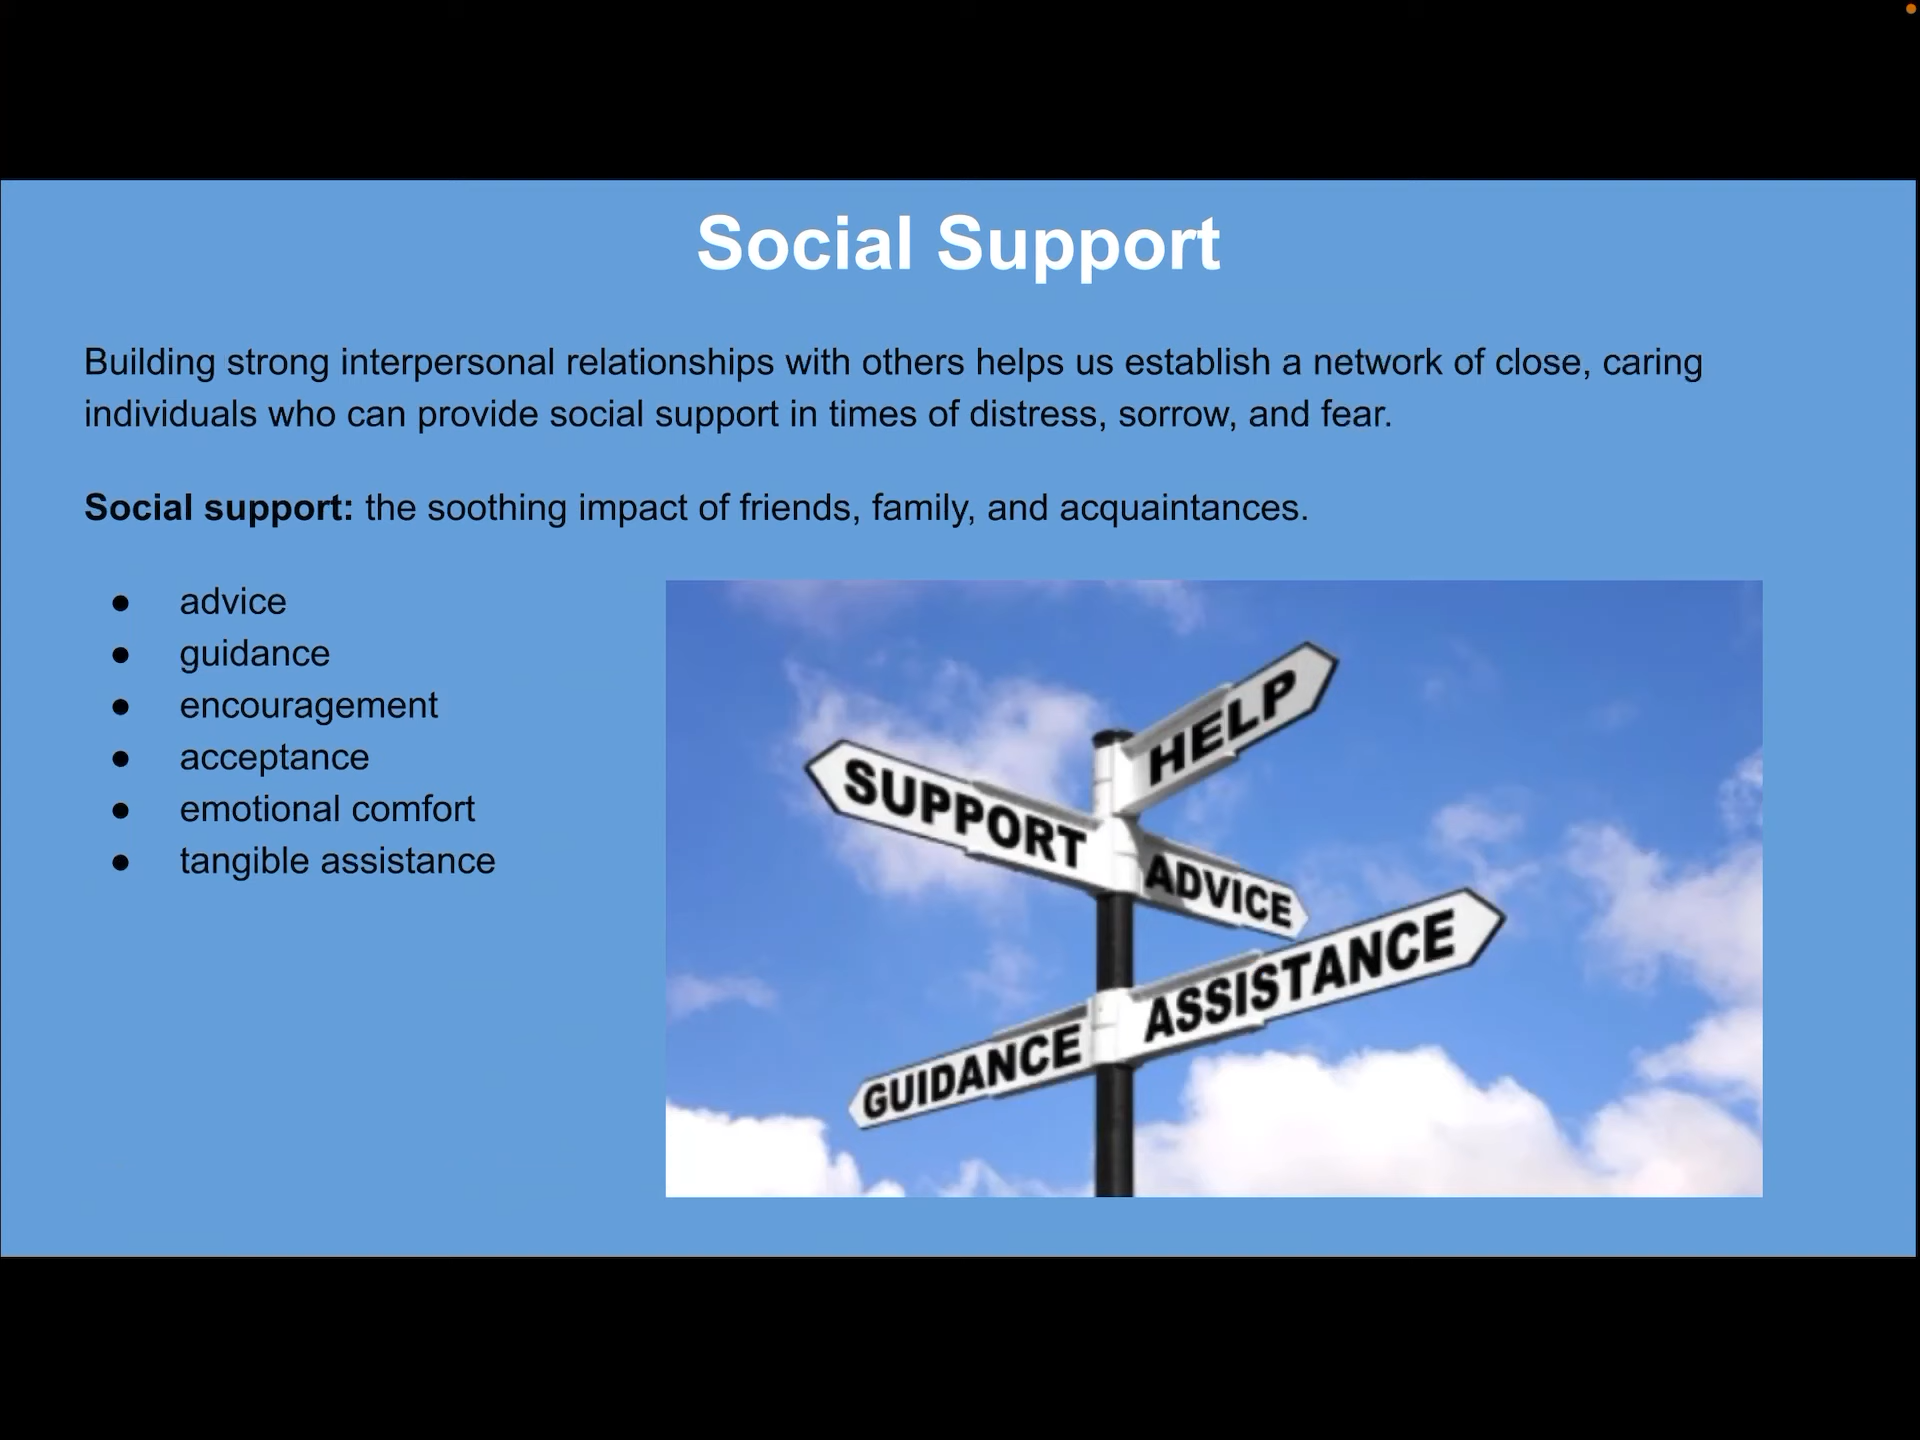 Social Support
Building strong interpersonal relationships with others helps us establish a network of close, caring
individuals who can provide social support in times of distress, sorrow, and fear.
Social support: the soothing impact of friends, family, and acquaintances.
● advice
● guidance
● encouragement
● acceptance
● emotional comfort
● tangible assistance
HELP
SUPPORT
ADVICE
ASSISTANCE
GUIDANCE